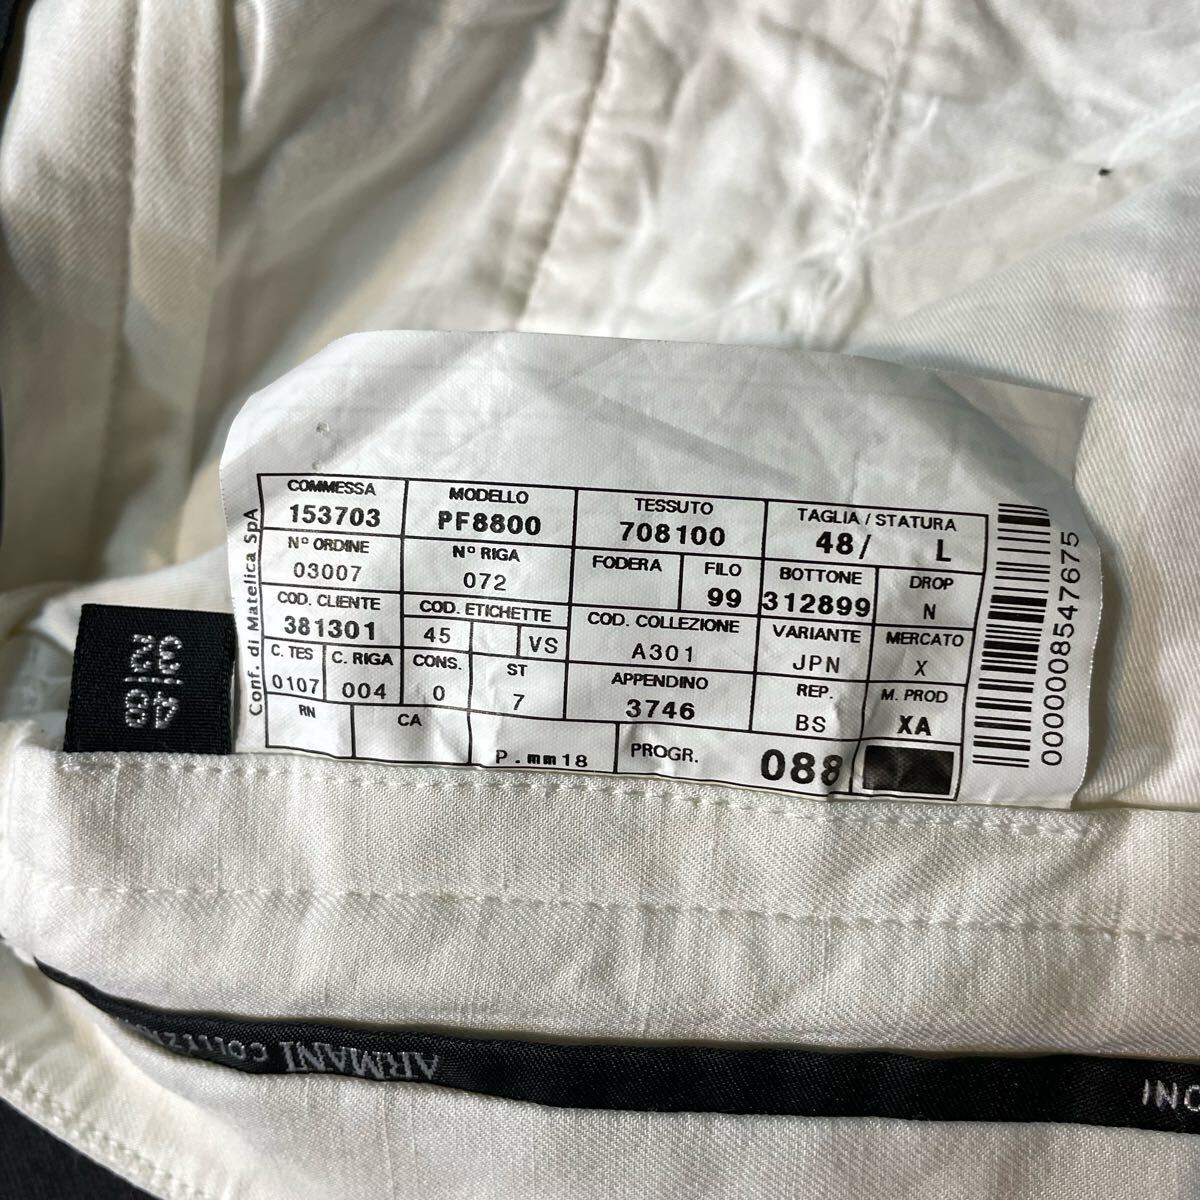 COMMESSA MODELLO TESSUTO TAGLIA / STATURA
153703 PF8800 708100 48/ L
Nº ORDINE Nº RIGA FODERA FILO BOTTONE DROP
03007 072 99 312899 N
COD. CLIENTE COD. ETICHETTE COD. COLLEZIONE VARIANTE MERCATO
381301 45 VS A301 JPN X
C. TES C. RIGA CONS. ST APPENDINO REP. M. PROD
0107 004 0 7 3746 BS XA
RN CA P.mm18 PROGR. 088
Conf. di Matelica SpA
0000008547675
ARMANI
ONI